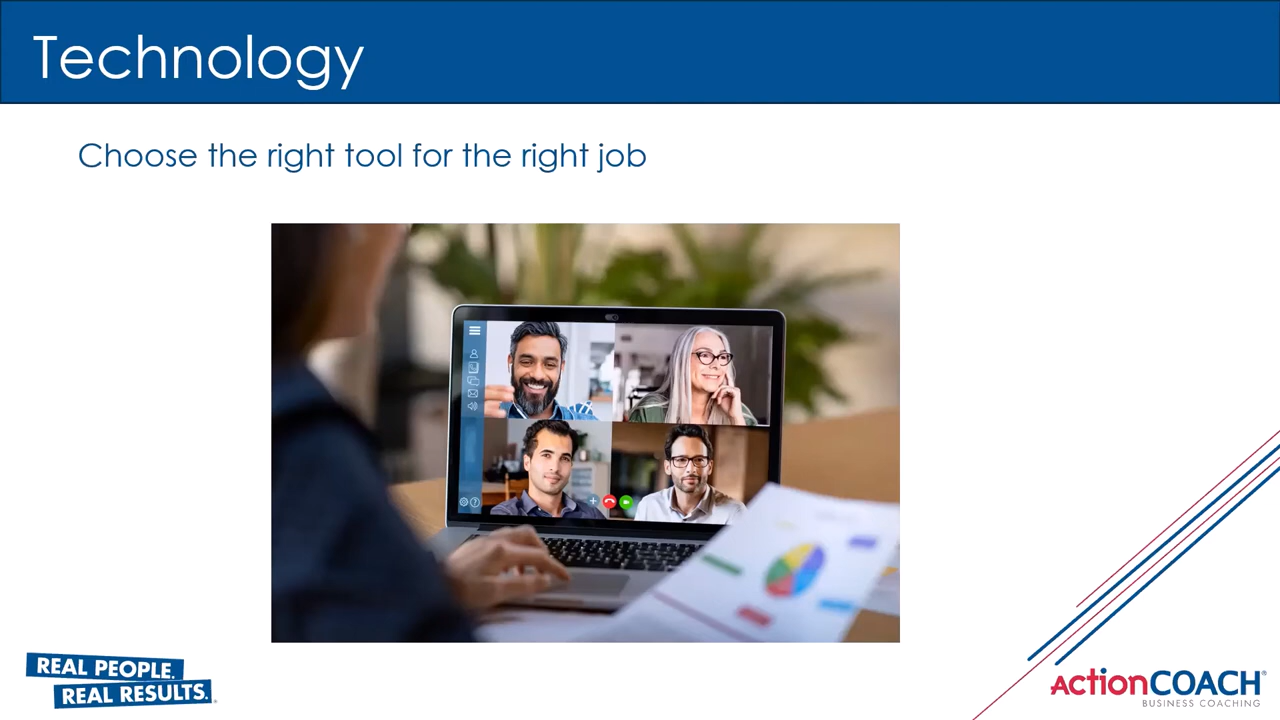 Technology
Choose the right tool for the right job
REAL PEOPLE.
REAL RESULTS.
ActionCOACH®
BUSINESS COACHING